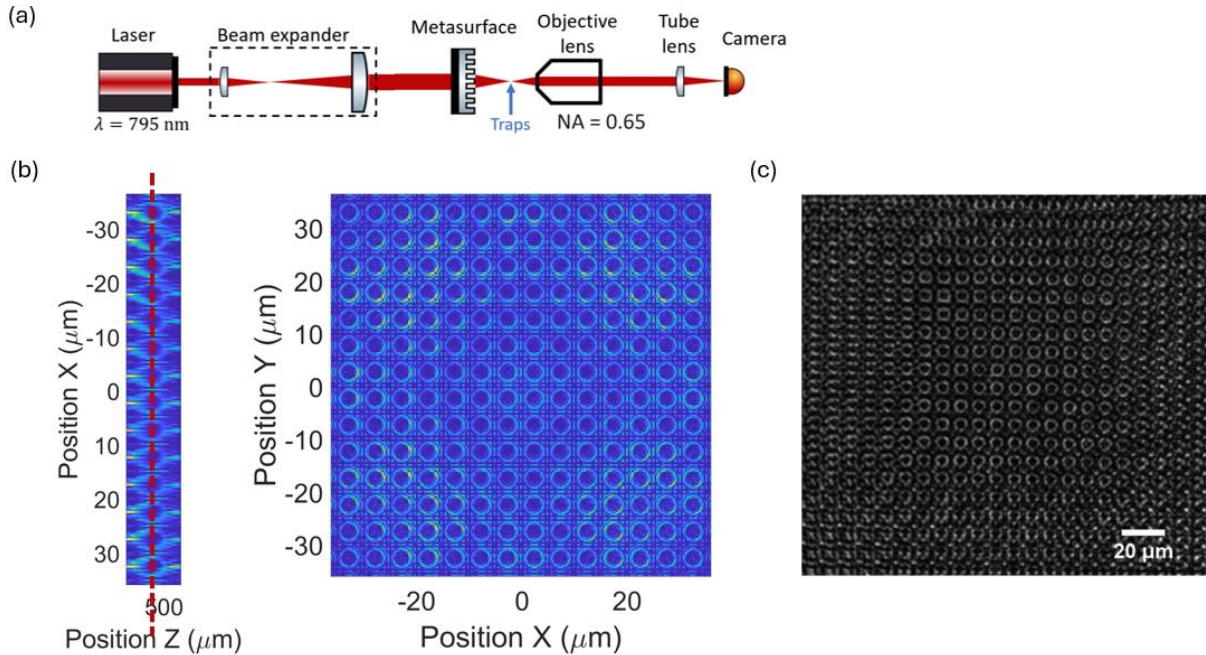 (a)
Laser
Beam expander
Metasurface
Objective
lens
Tube
lens
Camera
λ = 795 nm
Traps
NA = 0.65
(b)
Position X (μm)
-30
-20
-10
0
10
20
30
500
Position Z (μm)
Position Y (μm)
30
20
10
0
-10
-20
-30
-20
0
20
Position X (μm)
(c)
20 μm